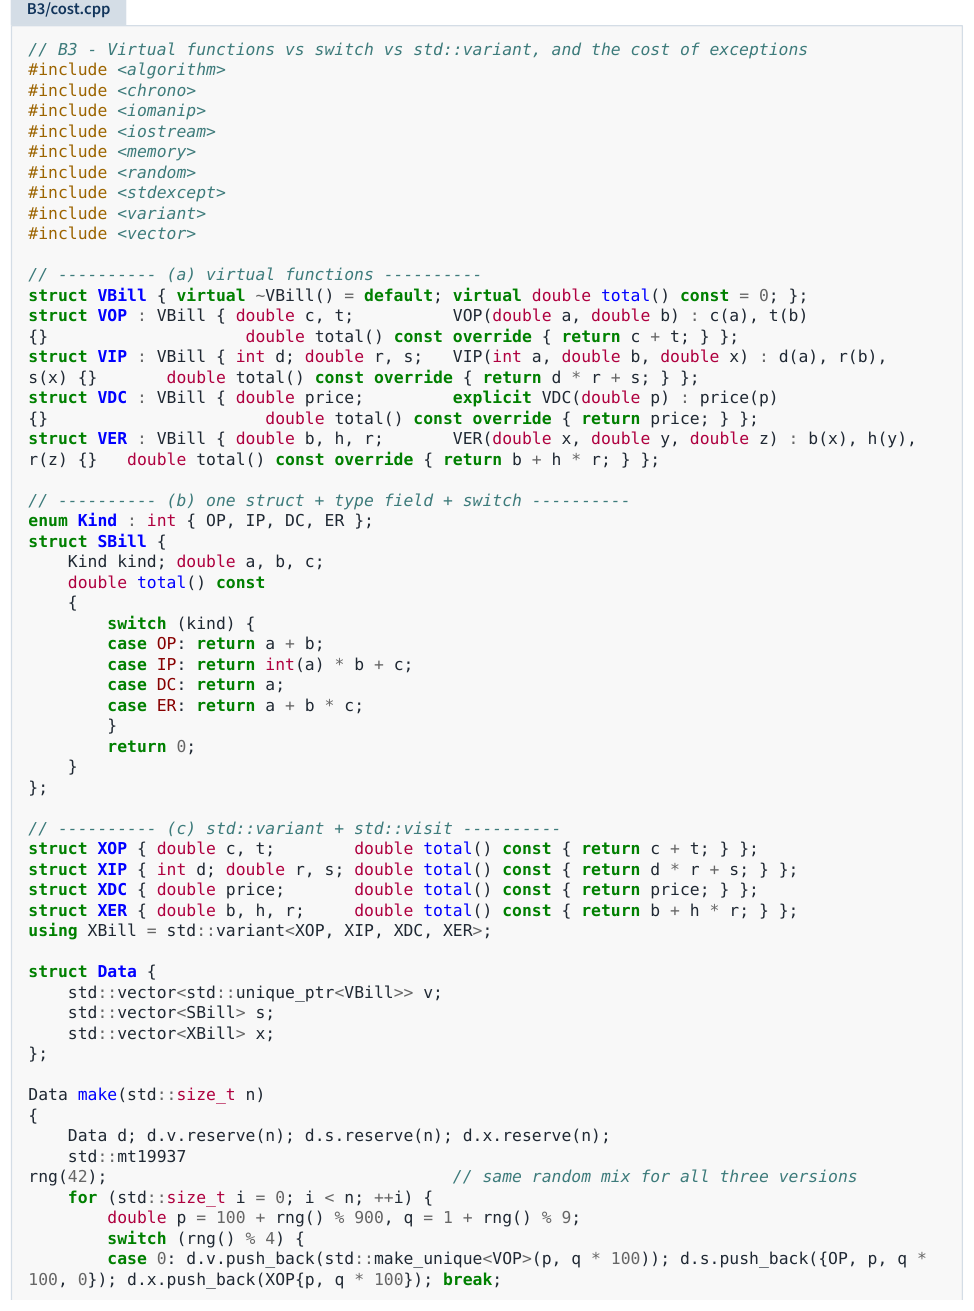 B3/cost.cpp
// B3 - Virtual functions vs switch vs std::variant, and the cost of exceptions
#include <algorithm>
#include <chrono>
#include <iomanip>
#include <iostream>
#include <memory>
#include <random>
#include <stdexcept>
#include <variant>
#include <vector>

// ---------- (a) virtual functions ----------
struct VBill { virtual ~VBill() = default; virtual double total() const = 0; };
struct VOP : VBill { double c, t;          VOP(double a, double b) : c(a), t(b)
{}                    double total() const override { return c + t; } };
struct VIP : VBill { int d; double r, s;   VIP(int a, double b, double x) : d(a), r(b),
s(x) {}       double total() const override { return d * r + s; } };
struct VDC : VBill { double price;         explicit VDC(double p) : price(p)
{}                      double total() const override { return price; } };
struct VER : VBill { double b, h, r;       VER(double x, double y, double z) : b(x), h(y),
r(z) {}   double total() const override { return b + h * r; } };

// ---------- (b) one struct + type field + switch ----------
enum Kind : int { OP, IP, DC, ER };
struct SBill {
    Kind kind; double a, b, c;
    double total() const
    {
        switch (kind) {
        case OP: return a + b;
        case IP: return int(a) * b + c;
        case DC: return a;
        case ER: return a + b * c;
        }
        return 0;
    }
};

// ---------- (c) std::variant + std::visit ----------
struct XOP { double c, t;        double total() const { return c + t; } };
struct XIP { int d; double r, s; double total() const { return d * r + s; } };
struct XDC { double price;       double total() const { return price; } };
struct XER { double b, h, r;     double total() const { return b + h * r; } };
using XBill = std::variant<XOP, XIP, XDC, XER>;

struct Data {
    std::vector<std::unique_ptr<VBill>> v;
    std::vector<SBill> s;
    std::vector<XBill> x;
};

Data make(std::size_t n)
{
    Data d; d.v.reserve(n); d.s.reserve(n); d.x.reserve(n);
    std::mt19937
rng(42);                                   // same random mix for all three versions
    for (std::size_t i = 0; i < n; ++i) {
        double p = 100 + rng() % 900, q = 1 + rng() % 9;
        switch (rng() % 4) {
        case 0: d.v.push_back(std::make_unique<VOP>(p, q * 100)); d.s.push_back({OP, p, q *
100, 0}); d.x.push_back(XOP{p, q * 100}); break;